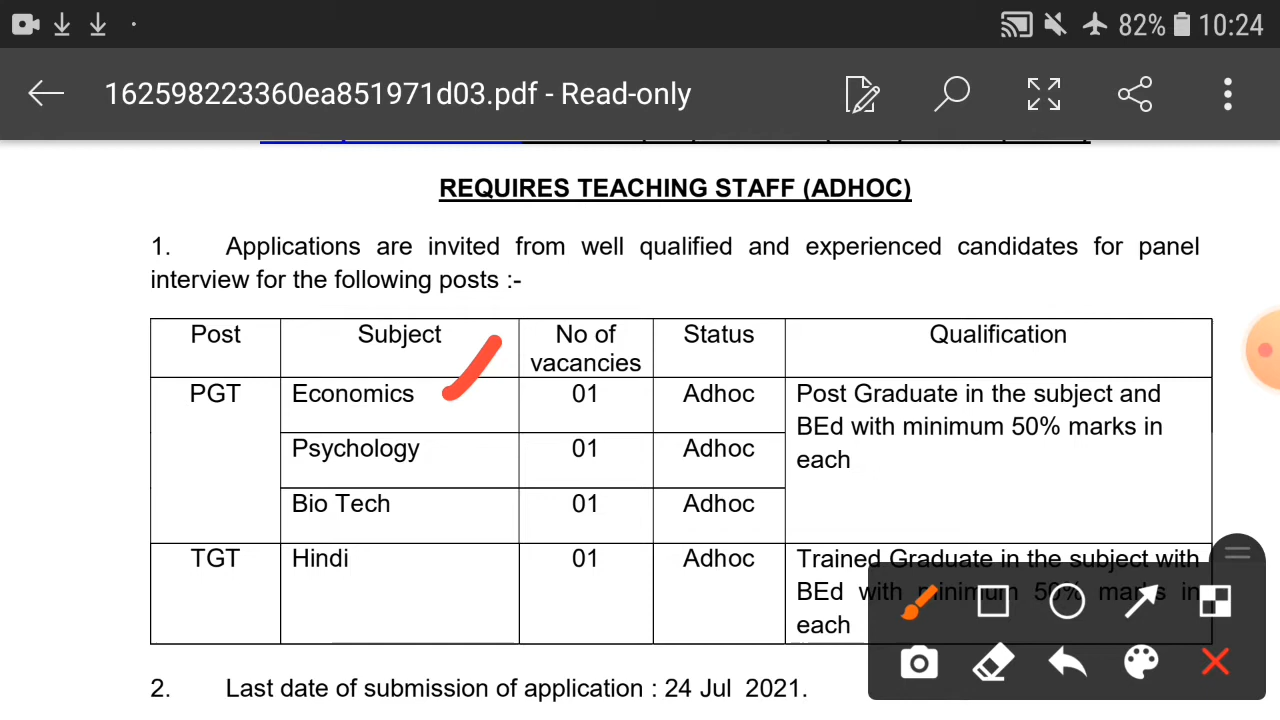 82% 10:24
162598223360ea851971d03.pdf - Read-only
REQUIRES TEACHING STAFF (ADHOC)
1. Applications are invited from well qualified and experienced candidates for panel
interview for the following posts :-
Post Subject No of vacancies Status Qualification
PGT Economics 01 Adhoc Post Graduate in the subject and
BEd with minimum 50% marks in
each
Psychology 01 Adhoc
Bio Tech 01 Adhoc
TGT Hindi 01 Adhoc Trained Graduate in the subject with
BEd with minimum 50% marks in
each
2. Last date of submission of application : 24 Jul 2021.